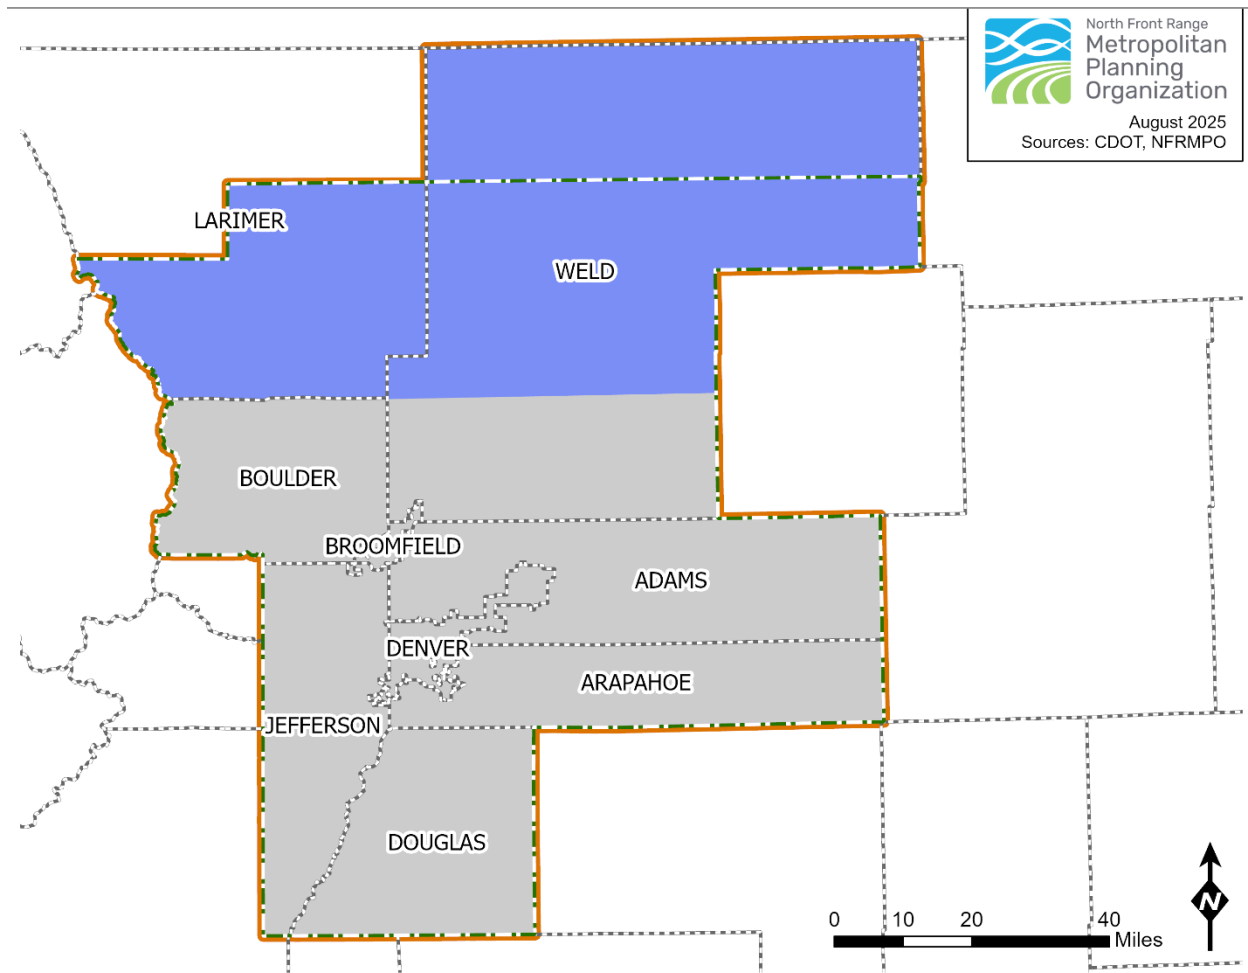 North Front Range
Metropolitan
Planning
Organization
August 2025
Sources: CDOT, NFRMPO
LARIMER
WELD
BOULDER
BROOMFIELD
ADAMS
DENVER
ARAPAHOE
JEFFERSON
DOUGLAS
N
0 10 20 40
Miles